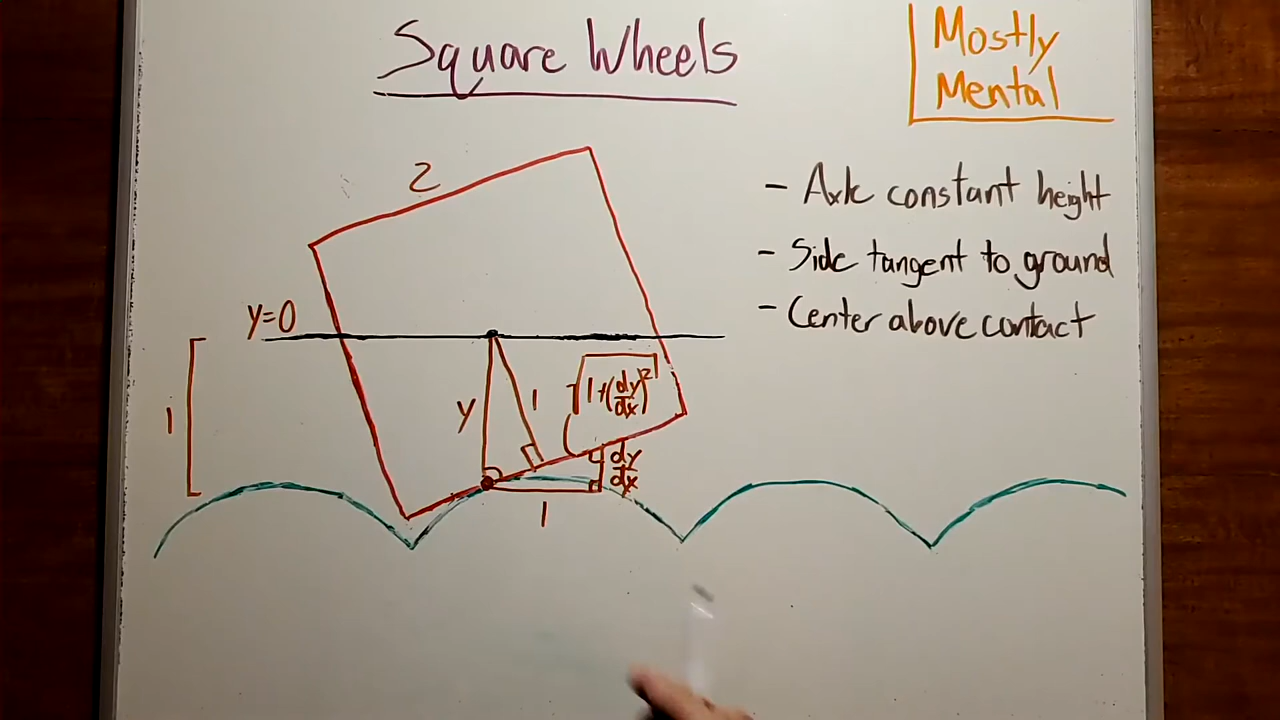 Square Wheels
Mostly
Mental
2
- Axle constant height
- Side tangent to ground
- Center above contact
y=0
1
y
1
√1+(dy/dx)²
dy/dx
1